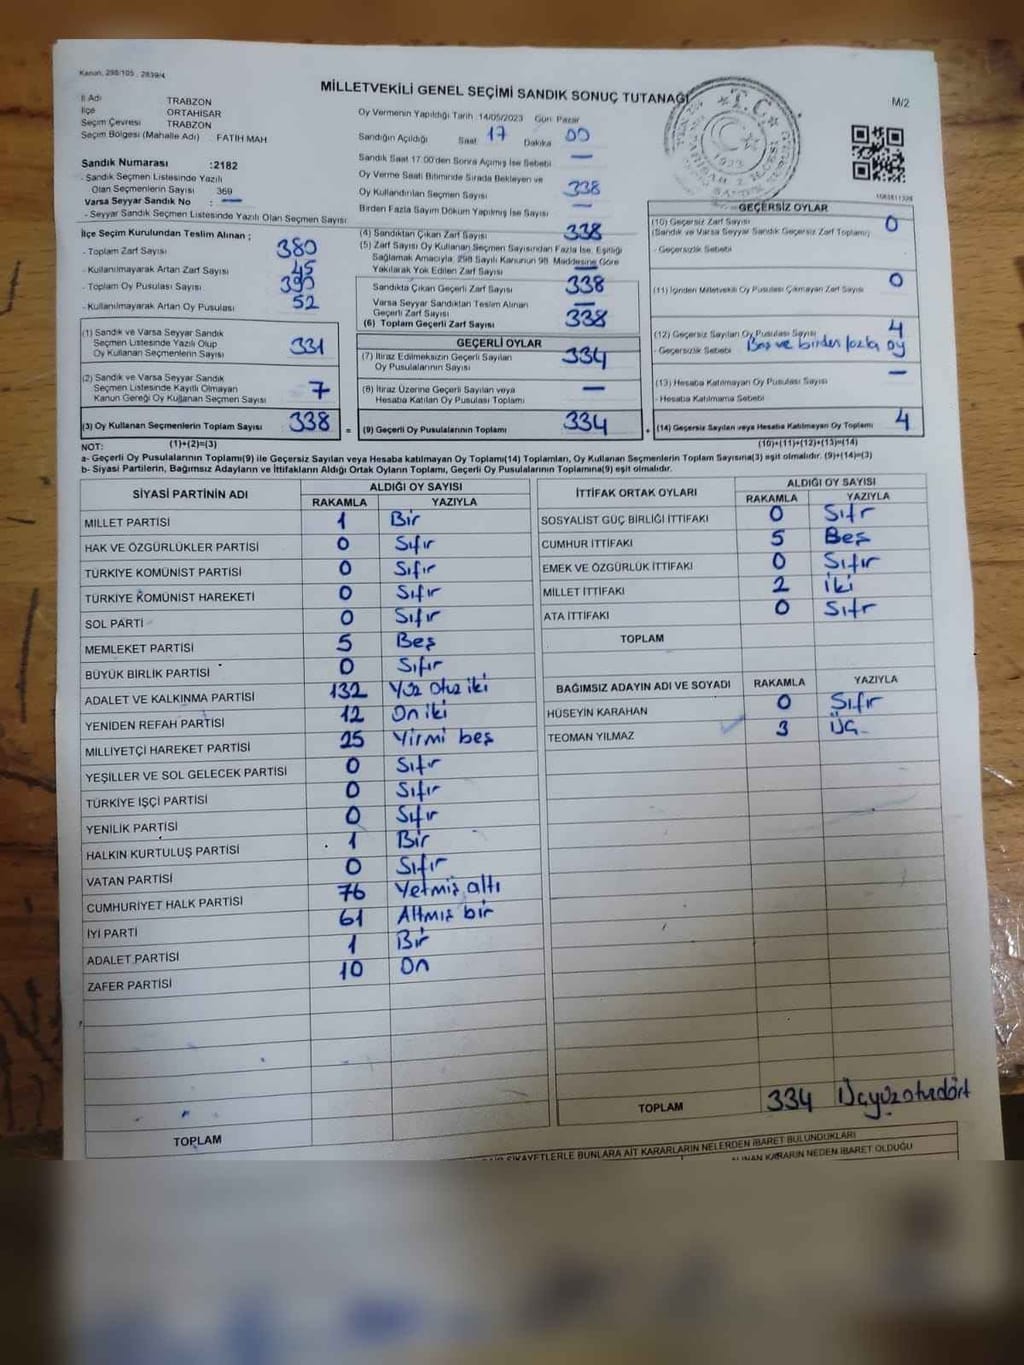 Kanun, 298/105 , 2839/4
MİLLETVEKİLİ GENEL SEÇİMİ SANDIK SONUÇ TUTANAĞI
M/2
İl Adı TRABZON
İlçe ORTAHİSAR
Seçim Çevresi TRABZON
Seçim Bölgesi (Mahalle Adı) FATİH MAH
Sandık Numarası :2182
- Sandık Seçmen Listesinde Yazılı
Olan Seçmenlerin Sayısı 369
Varsa Seyyar Sandık No : —
- Seyyar Sandık Seçmen Listesinde Yazılı Olan Seçmen Sayısı
Oy Vermenin Yapıldığı Tarih :14/05/2023 Gün: Pazar
Sandığın Açıldığı Saat 17 Dakika 00
Sandık Saat 17:00'den Sonra Açılmış İse Sebebi —
Oy Verme Saati Bitiminde Sırada Bekleyen ve
Oy Kullandırılan Seçmen Sayısı 338
Birden Fazla Sayım Döküm Yapılmış İse Sayısı —
T.C.
1923
İlçe Seçim Kurulundan Teslim Alınan ;
- Toplam Zarf Sayısı 380
- Kullanılmayarak Artan Zarf Sayısı 45
- Toplam Oy Pusulası Sayısı 390
- Kullanılmayarak Artan Oy Pusulası 52
(1) Sandık ve Varsa Seyyar Sandık
Seçmen Listesinde Yazılı Olup
Oy Kullanan Seçmenlerin Sayısı 331
(2) Sandık ve Varsa Seyyar Sandık
Seçmen Listesinde Kayıtlı Olmayan
Kanun Gereği Oy Kullanan Seçmen Sayısı 7
(3) Oy Kullanan Seçmenlerin Toplam Sayısı 338 =
(4) Sandıktan Çıkan Zarf Sayısı 338
(5) Zarf Sayısı Oy Kullanan Seçmen Sayısından Fazla İse, Eşitliği
Sağlamak Amacıyla, 298 Sayılı Kanunun 98. Maddesine Göre
Yakılarak Yok Edilen Zarf Sayısı —
Sandıkta Çıkan Geçerli Zarf Sayısı 338
Varsa Seyyar Sandıktan Teslim Alınan
Geçerli Zarf Sayısı —
(6) Toplam Geçerli Zarf Sayısı 338
GEÇERLİ OYLAR
(7) İtiraz Edilmeksizin Geçerli Sayılan
Oy Pusulalarının Sayısı 334
(8) İtiraz Üzerine Geçerli Sayılan veya
Hesaba Katılan Oy Pusulası Toplamı —
(9) Geçerli Oy Pusulalarının Toplamı 334 +
GEÇERSİZ OYLAR
(10) Geçersiz Zarf Sayısı 0
(Sandık ve Varsa Seyyar Sandık Geçersiz Zarf Toplamı)
- Geçersizlik Sebebi
(11) İçinden Milletvekili Oy Pusulası Çıkmayan Zarf Sayısı 0
(12) Geçersiz Sayılan Oy Pusulası Sayısı 4
- Geçersizlik Sebebi Boş ve birden fazla oy
(13) Hesaba Katılmayan Oy Pusulası Sayısı —
- Hesaba Katılmama Sebebi
(14) Geçersiz Sayılan veya Hesaba Katılmayan Oy Toplamı 4
NOT: (1)+(2)=(3) (10)+(11)+(12)+(13)=(14)
a- Geçerli Oy Pusulalarının Toplamı(9) ile Geçersiz Sayılan veya Hesaba Katılmayan Oy Toplamı(14) Toplamları, Oy Kullanan Seçmenlerin Toplam Sayısına(3) eşit olmalıdır. (9)+(14)=(3)
b- Siyasi Partilerin, Bağımsız Adayların ve İttifakların Aldığı Ortak Oyların Toplamı, Geçerli Oy Pusulalarının Toplamına(9) eşit olmalıdır.
SİYASİ PARTİNİN ADI ALDIĞI OY SAYISI
RAKAMLA YAZIYLA
MİLLET PARTİSİ 1 Bir
HAK VE ÖZGÜRLÜKLER PARTİSİ 0 Sıfır
TÜRKİYE KOMÜNİST PARTİSİ 0 Sıfır
TÜRKİYE KOMÜNİST HAREKETİ 0 Sıfır
SOL PARTİ 0 Sıfır
MEMLEKET PARTİSİ 5 Beş
BÜYÜK BİRLİK PARTİSİ 0 Sıfır
ADALET VE KALKINMA PARTİSİ 132 Yüz otuz iki
YENİDEN REFAH PARTİSİ 12 On iki
MİLLİYETÇİ HAREKET PARTİSİ 25 Yirmi beş
YEŞİLLER VE SOL GELECEK PARTİSİ 0 Sıfır
TÜRKİYE İŞÇİ PARTİSİ 0 Sıfır
YENİLİK PARTİSİ 0 Sıfır
HALKIN KURTULUŞ PARTİSİ 1 Bir
VATAN PARTİSİ 0 Sıfır
CUMHURİYET HALK PARTİSİ 76 Yetmiş altı
İYİ PARTİ 61 Altmış bir
ADALET PARTİSİ 1 Bir
ZAFER PARTİSİ 10 On
TOPLAM
İTTİFAK ORTAK OYLARI ALDIĞI OY SAYISI
RAKAMLA YAZIYLA
SOSYALİST GÜÇ BİRLİĞİ İTTİFAKI 0 Sıfır
CUMHUR İTTİFAKI 5 Beş
EMEK VE ÖZGÜRLÜK İTTİFAKI 0 Sıfır
MİLLET İTTİFAKI 2 İki
ATA İTTİFAKI 0 Sıfır
TOPLAM
BAĞIMSIZ ADAYIN ADI VE SOYADI RAKAMLA YAZIYLA
HÜSEYİN KARAHAN 0 Sıfır
TEOMAN YILMAZ 3 Üç
TOPLAM 334 Üçyüzotuzdört
ŞİKAYETLERLE BUNLARA AİT KARARLARIN NELERDEN İBARET BULUNDUKLARI
KARARIN NEDEN İBARET OLDUĞU